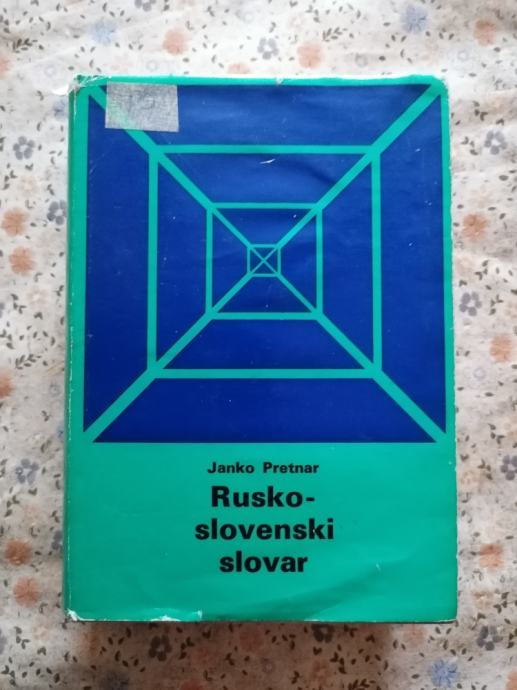 Janko Pretnar
Rusko-
slovenski
slovar